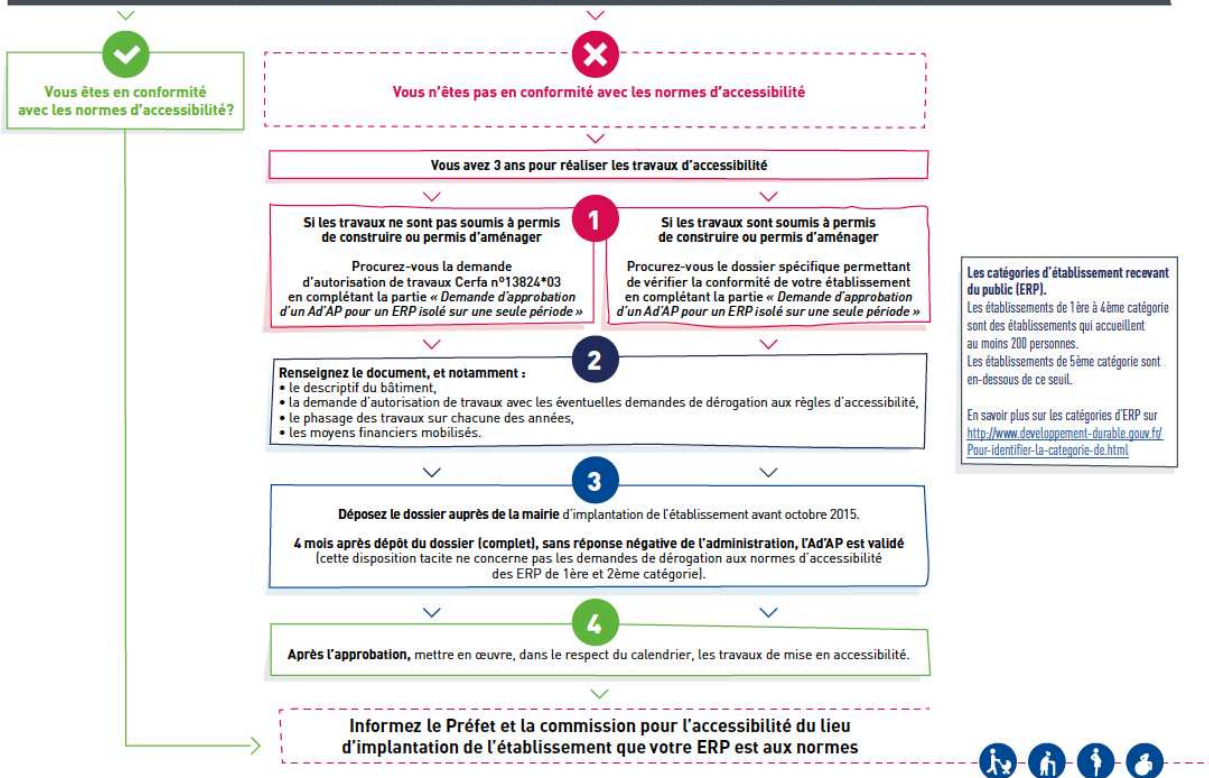 Vous êtes en conformité
avec les normes d'accessibilité?
Vous n'êtes pas en conformité avec les normes d'accessibilité
Vous avez 3 ans pour réaliser les travaux d'accessibilité
1
Si les travaux ne sont pas soumis à permis
de construire ou permis d'aménager
Procurez-vous la demande
d'autorisation de travaux Cerfa nº13824*03
en complétant la partie « Demande d'approbation
d'un Ad'AP pour un ERP isolé sur une seule période »
Si les travaux sont soumis à permis
de construire ou permis d'aménager
Procurez-vous le dossier spécifique permettant
de vérifier la conformité de votre établissement
en complétant la partie « Demande d'approbation
d'un Ad'AP pour un ERP isolé sur une seule période »
Les catégories d'établissement recevant
du public (ERP).
Les établissements de 1ère à 4ème catégorie
sont des établissements qui accueillent
au moins 200 personnes.
Les établissements de 5ème catégorie sont
en-dessous de ce seuil.
En savoir plus sur les catégories d'ERP sur
http://www.developpement-durable.gouv.fr/
Pour-identifier-la-categorie-de.html
2
Renseignez le document, et notamment :
• le descriptif du bâtiment,
• la demande d'autorisation de travaux avec les éventuelles demandes de dérogation aux règles d'accessibilité,
• le phasage des travaux sur chacune des années,
• les moyens financiers mobilisés.
3
Déposez le dossier auprès de la mairie d'implantation de l'établissement avant octobre 2015.
4 mois après dépôt du dossier (complet), sans réponse négative de l'administration, l'Ad'AP est validé
(cette disposition tacite ne concerne pas les demandes de dérogation aux normes d'accessibilité
des ERP de 1ère et 2ème catégorie).
4
Après l'approbation, mettre en œuvre, dans le respect du calendrier, les travaux de mise en accessibilité.
Informez le Préfet et la commission pour l'accessibilité du lieu
d'implantation de l'établissement que votre ERP est aux normes